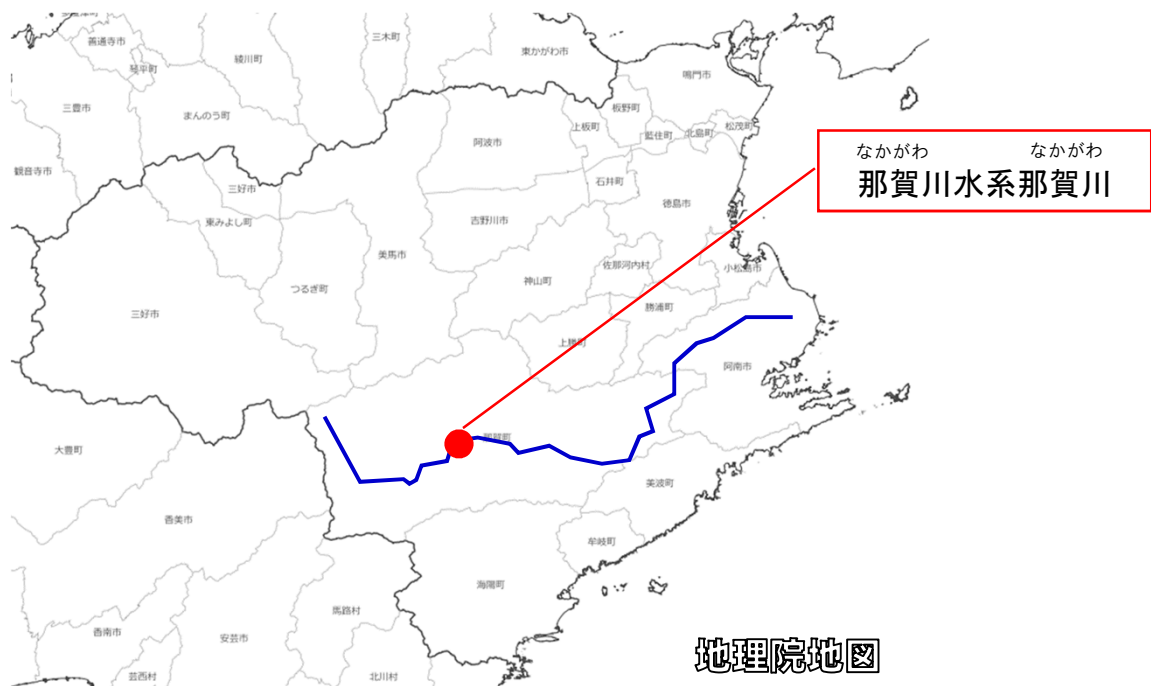 善通寺市
琴平町
綾川町
三木町
東かがわ市
鳴門市
三豊市
まんのう町
板野町
上板町
藍住町
北島町
松茂町
阿波市
観音寺市
三好市
東みよし町
石井町
徳島市
吉野川市
美馬市
佐那河内村
小松島市
神山町
つるぎ町
勝浦町
三好市
上勝町
阿南市
なかがわ なかがわ
那賀川水系那賀川
大豊町
美波町
香美市
牟岐町
海陽町
馬路村
香南市
安芸市
芸西村
北川村
地理院地図